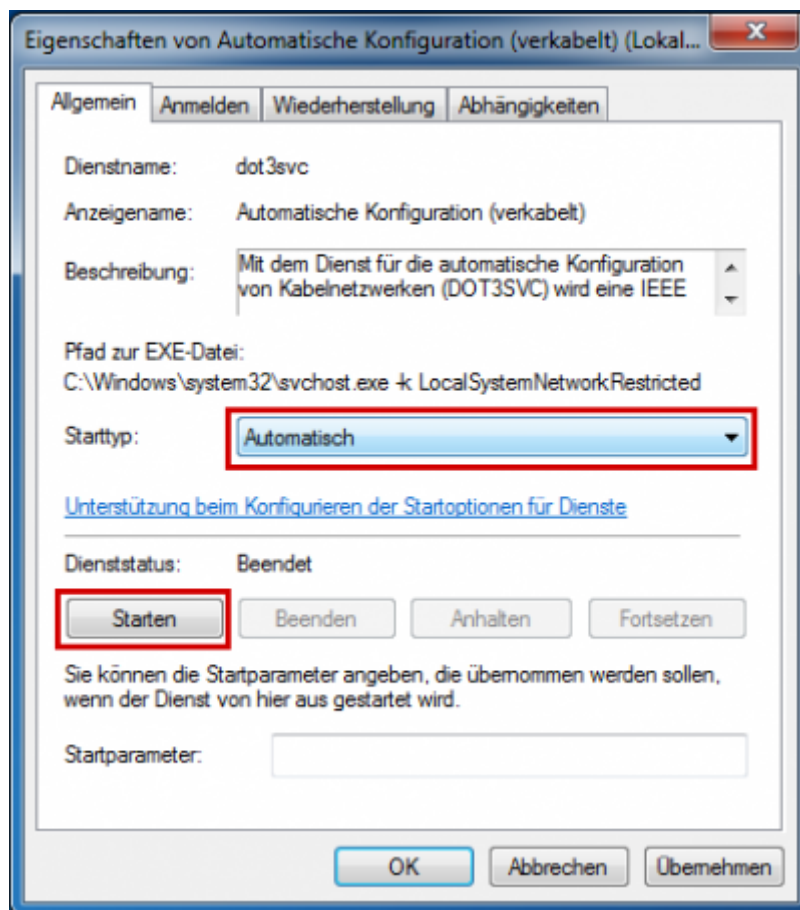 Eigenschaften von Automatische Konfiguration (verkabelt) (Lokal...
Allgemein Anmelden Wiederherstellung Abhängigkeiten
Dienstname: dot3svc
Anzeigename: Automatische Konfiguration (verkabelt)
Beschreibung: Mit dem Dienst für die automatische Konfiguration
von Kabelnetzwerken (DOT3SVC) wird eine IEEE
Pfad zur EXE-Datei:
C:\Windows\system32\svchost.exe -k LocalSystemNetworkRestricted
Starttyp: Automatisch
Unterstützung beim Konfigurieren der Startoptionen für Dienste
Dienststatus: Beendet
Starten Beenden Anhalten Fortsetzen
Sie können die Startparameter angeben, die übernommen werden sollen,
wenn der Dienst von hier aus gestartet wird.
Startparameter:
OK Abbrechen Übernehmen